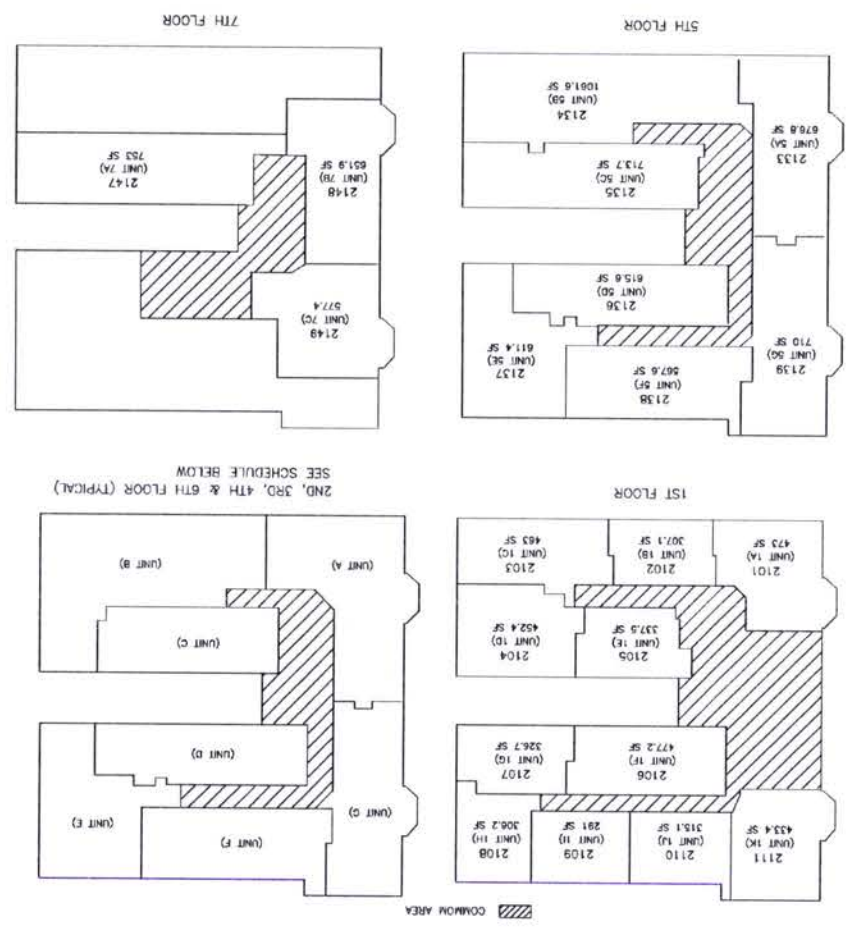 COMMOM AREA
2111
(UNIT 1K)
433.4 SF
2110
(UNIT 1J)
315.1 SF
2109
(UNIT 1I)
291 SF
2108
(UNIT 1H)
306.2 SF
2106
(UNIT 1F)
477.2 SF
2107
(UNIT 1G)
326.7 SF
2105
(UNIT 1E)
337.5 SF
2104
(UNIT 1D)
452.4 SF
2101
(UNIT 1A)
473 SF
2102
(UNIT 1B)
307.1 SF
2103
(UNIT 1C)
463 SF
1ST FLOOR
(UNIT G)
(UNIT F)
(UNIT E)
(UNIT D)
(UNIT C)
(UNIT A)
(UNIT B)
2ND, 3RD, 4TH & 6TH FLOOR (TYPICAL)
SEE SCHEDULE BELOW
2139
(UNIT 5G)
710 SF
2138
(UNIT 5F)
567.6 SF
2137
(UNIT 5E)
611.4 SF
2136
(UNIT 5D)
615.6 SF
2135
(UNIT 5C)
713.7 SF
2133
(UNIT 5A)
676.8 SF
2134
(UNIT 5B)
1061.6 SF
5TH FLOOR
2149
(UNIT 7C)
577.4
2148
(UNIT 7B)
651.9 SF
2147
(UNIT 7A)
753 SF
7TH FLOOR